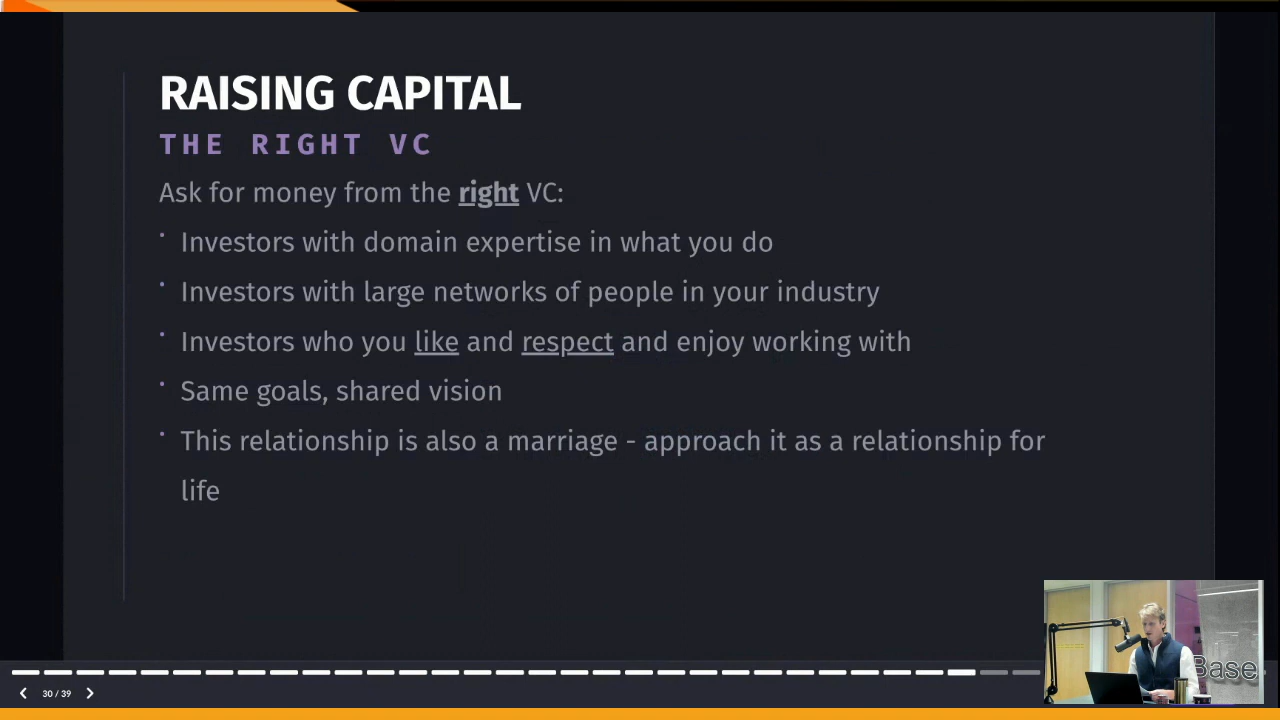 RAISING CAPITAL
THE RIGHT VC
Ask for money from the right VC:
Investors with domain expertise in what you do
Investors with large networks of people in your industry
Investors who you like and respect and enjoy working with
Same goals, shared vision
This relationship is also a marriage - approach it as a relationship for
life
30 / 39
Base